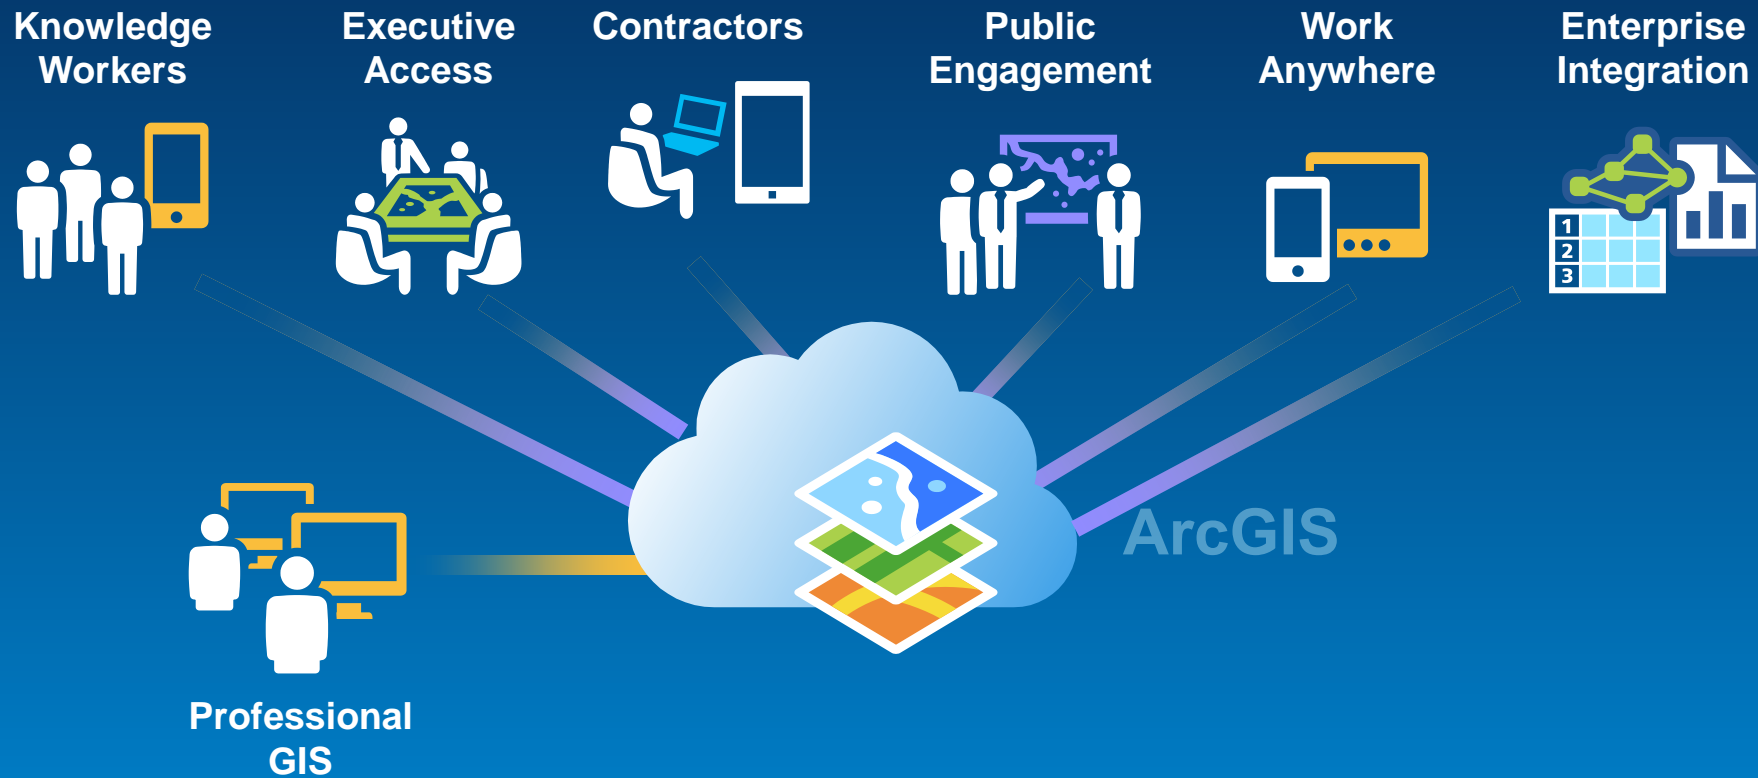 Knowledge
Workers
Executive
Access
Contractors
Public
Engagement
Work
Anywhere
Enterprise
Integration
1
2
3
ArcGIS
Professional
GIS